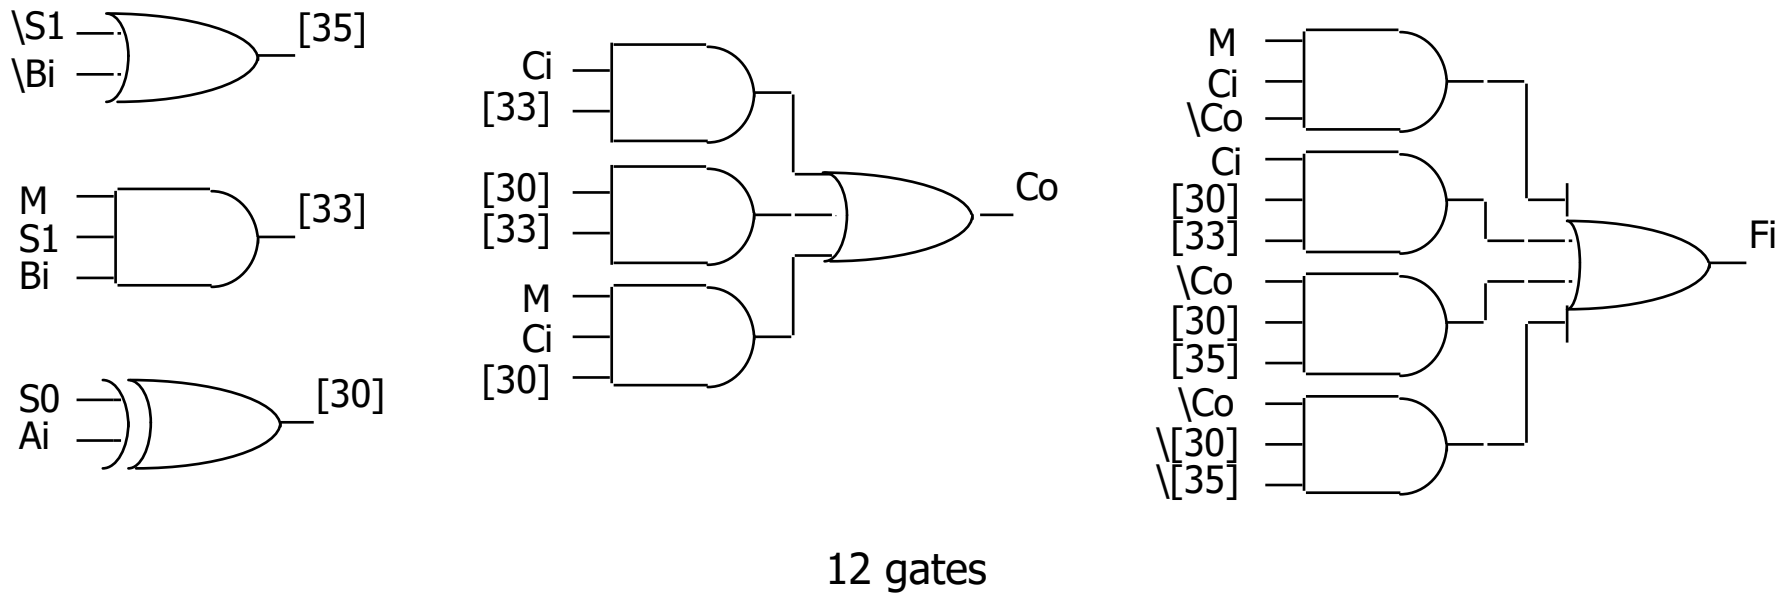 \S1
\Bi
[35]
M
S1
Bi
[33]
S0
Ai
[30]
Ci
[33]
[30]
[33]
M
Ci
[30]
Co
M
Ci
\Co
Ci
[30]
[33]
\Co
[30]
[35]
\Co
\[30]
\[35]
Fi
12 gates